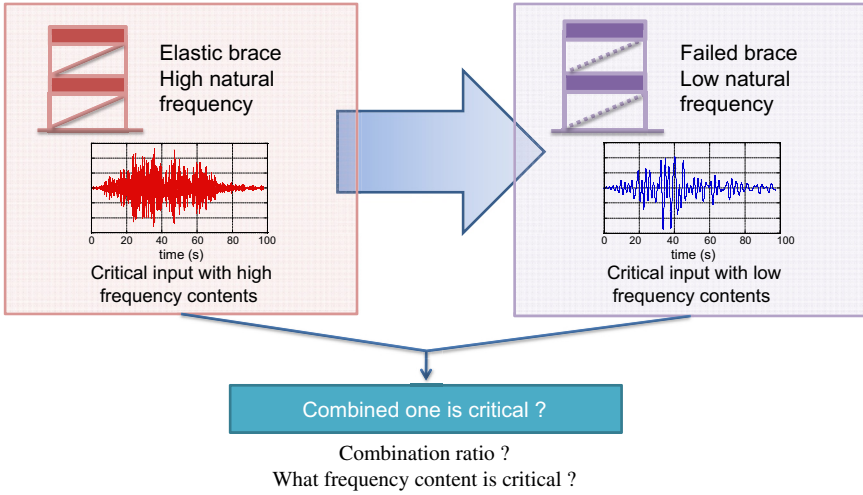 Elastic brace
High natural
frequency
0 20 40 60 80 100
time (s)
Critical input with high
frequency contents
Failed brace
Low natural
frequency
0 20 40 60 80 100
time (s)
Critical input with low
frequency contents
Combined one is critical ?
Combination ratio ?
What frequency content is critical ?